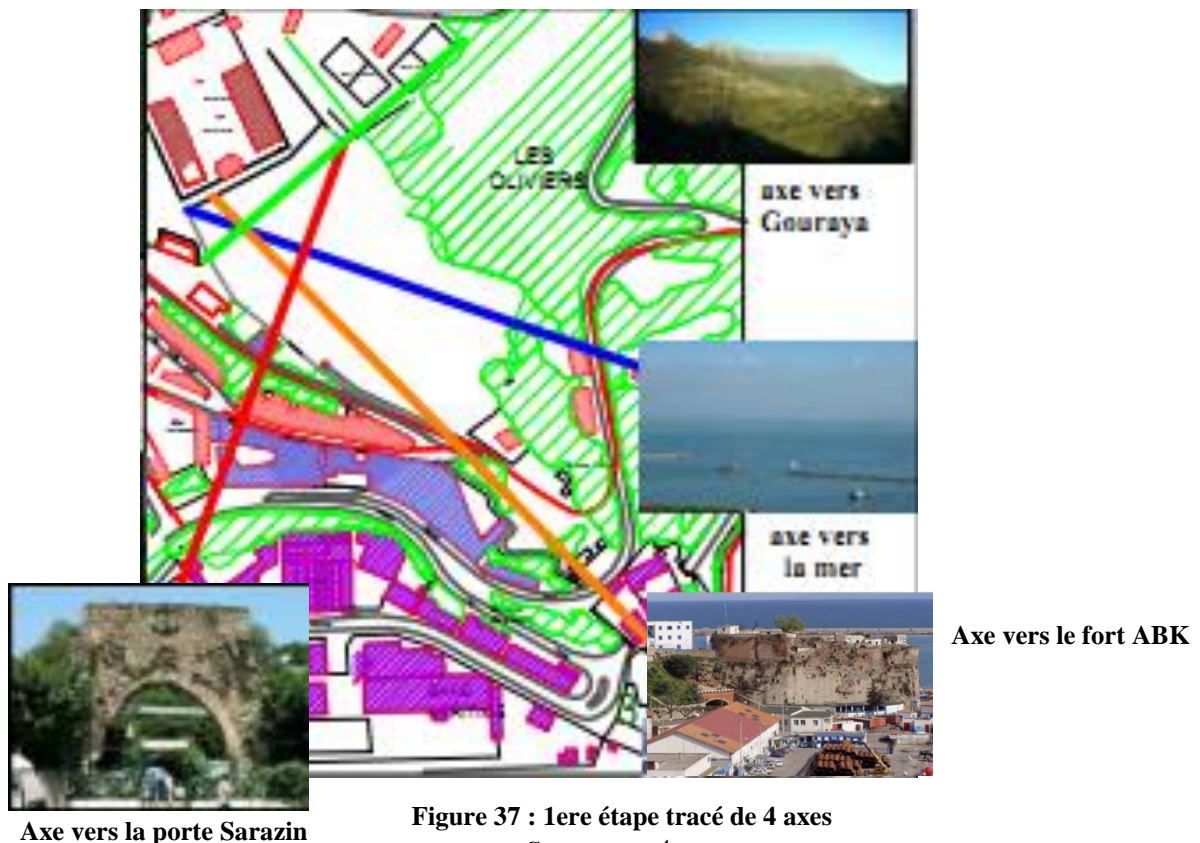 LES
OLIVIERS
axe vers
Gouraya
axe vers
la mer
Axe vers le fort ABK
Axe vers la porte Sarazin
Figure 37 : 1ere étape tracé de 4 axes